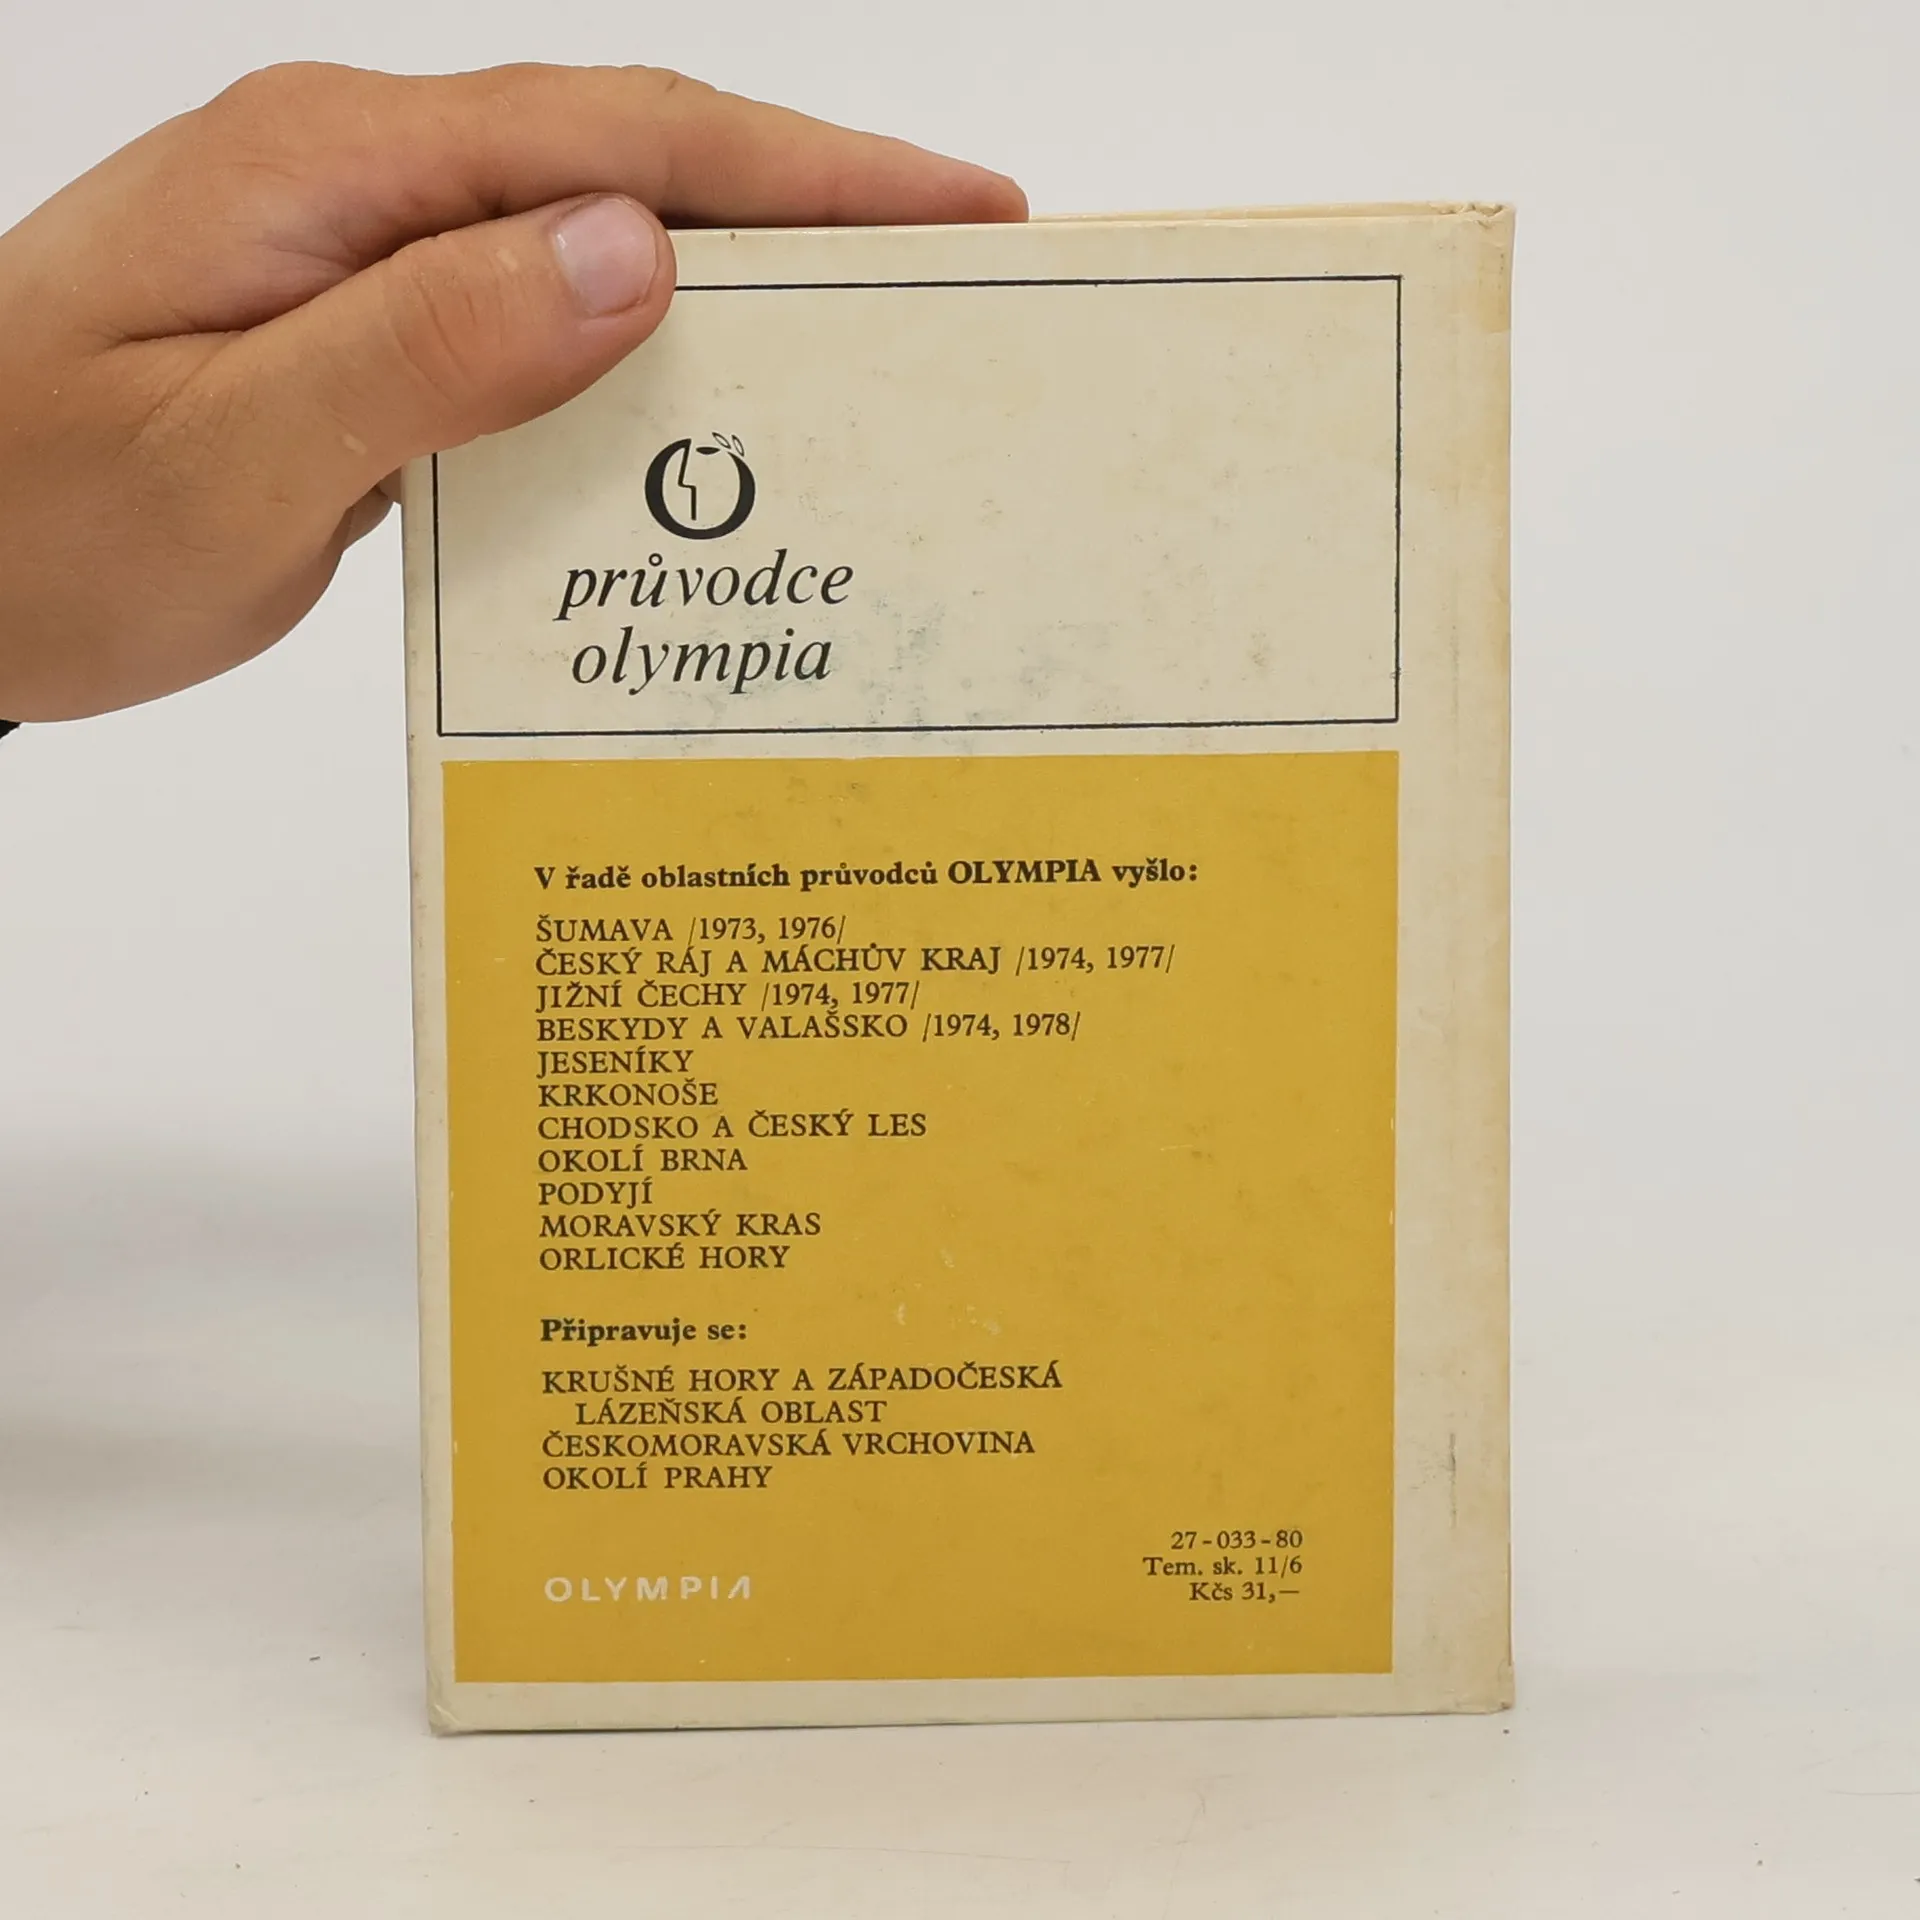 průvodce
olympia
V řadě oblastních průvodců OLYMPIA vyšlo:
ŠUMAVA /1973, 1976/
ČESKÝ RÁJ A MÁCHŮV KRAJ /1974, 1977/
JIŽNÍ ČECHY /1974, 1977/
BESKYDY A VALAŠSKO /1974, 1978/
JESENÍKY
KRKONOŠE
CHODSKO A ČESKÝ LES
OKOLÍ BRNA
PODYJÍ
MORAVSKÝ KRAS
ORLICKÉ HORY
Připravuje se:
KRUŠNÉ HORY A ZÁPADOČESKÁ
LÁZEŇSKÁ OBLAST
ČESKOMORAVSKÁ VRCHOVINA
OKOLÍ PRAHY
27-033-80
Tem. sk. 11/6
Kčs 31,—
OLYMPIA